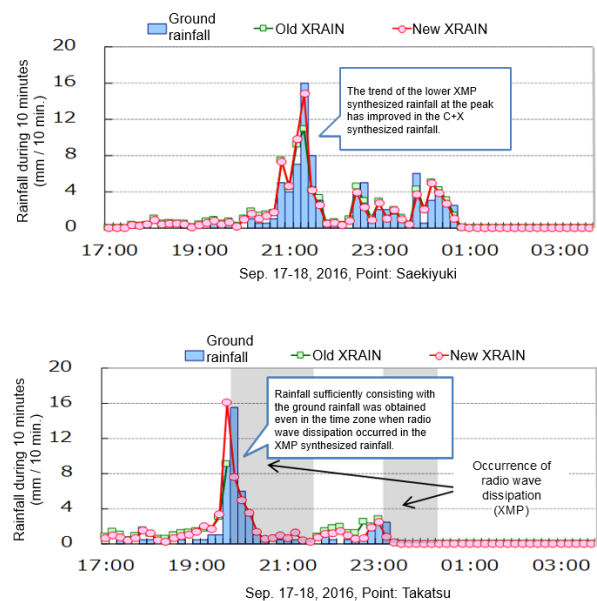 Ground
rainfall
Old XRAIN
New XRAIN
Rainfall during 10 minutes
(mm / 10 min.)
20
16
12
8
4
0
The trend of the lower XMP
synthesized rainfall at the peak
has improved in the C+X
synthesized rainfall.
17:00 19:00 21:00 23:00 01:00 03:00
Sep. 17-18, 2016, Point: Saekiyuki
Ground
rainfall
Old XRAIN
New XRAIN
Rainfall during 10 minutes
(mm / 10 min.)
20
16
12
8
4
0
Rainfall sufficiently consisting with
the ground rainfall was obtained
even in the time zone when radio
wave dissipation occurred in the
XMP synthesized rainfall.
Occurrence of
radio wave
dissipation
(XMP)
17:00 19:00 21:00 23:00 01:00 03:00
Sep. 17-18, 2016, Point: Takatsu